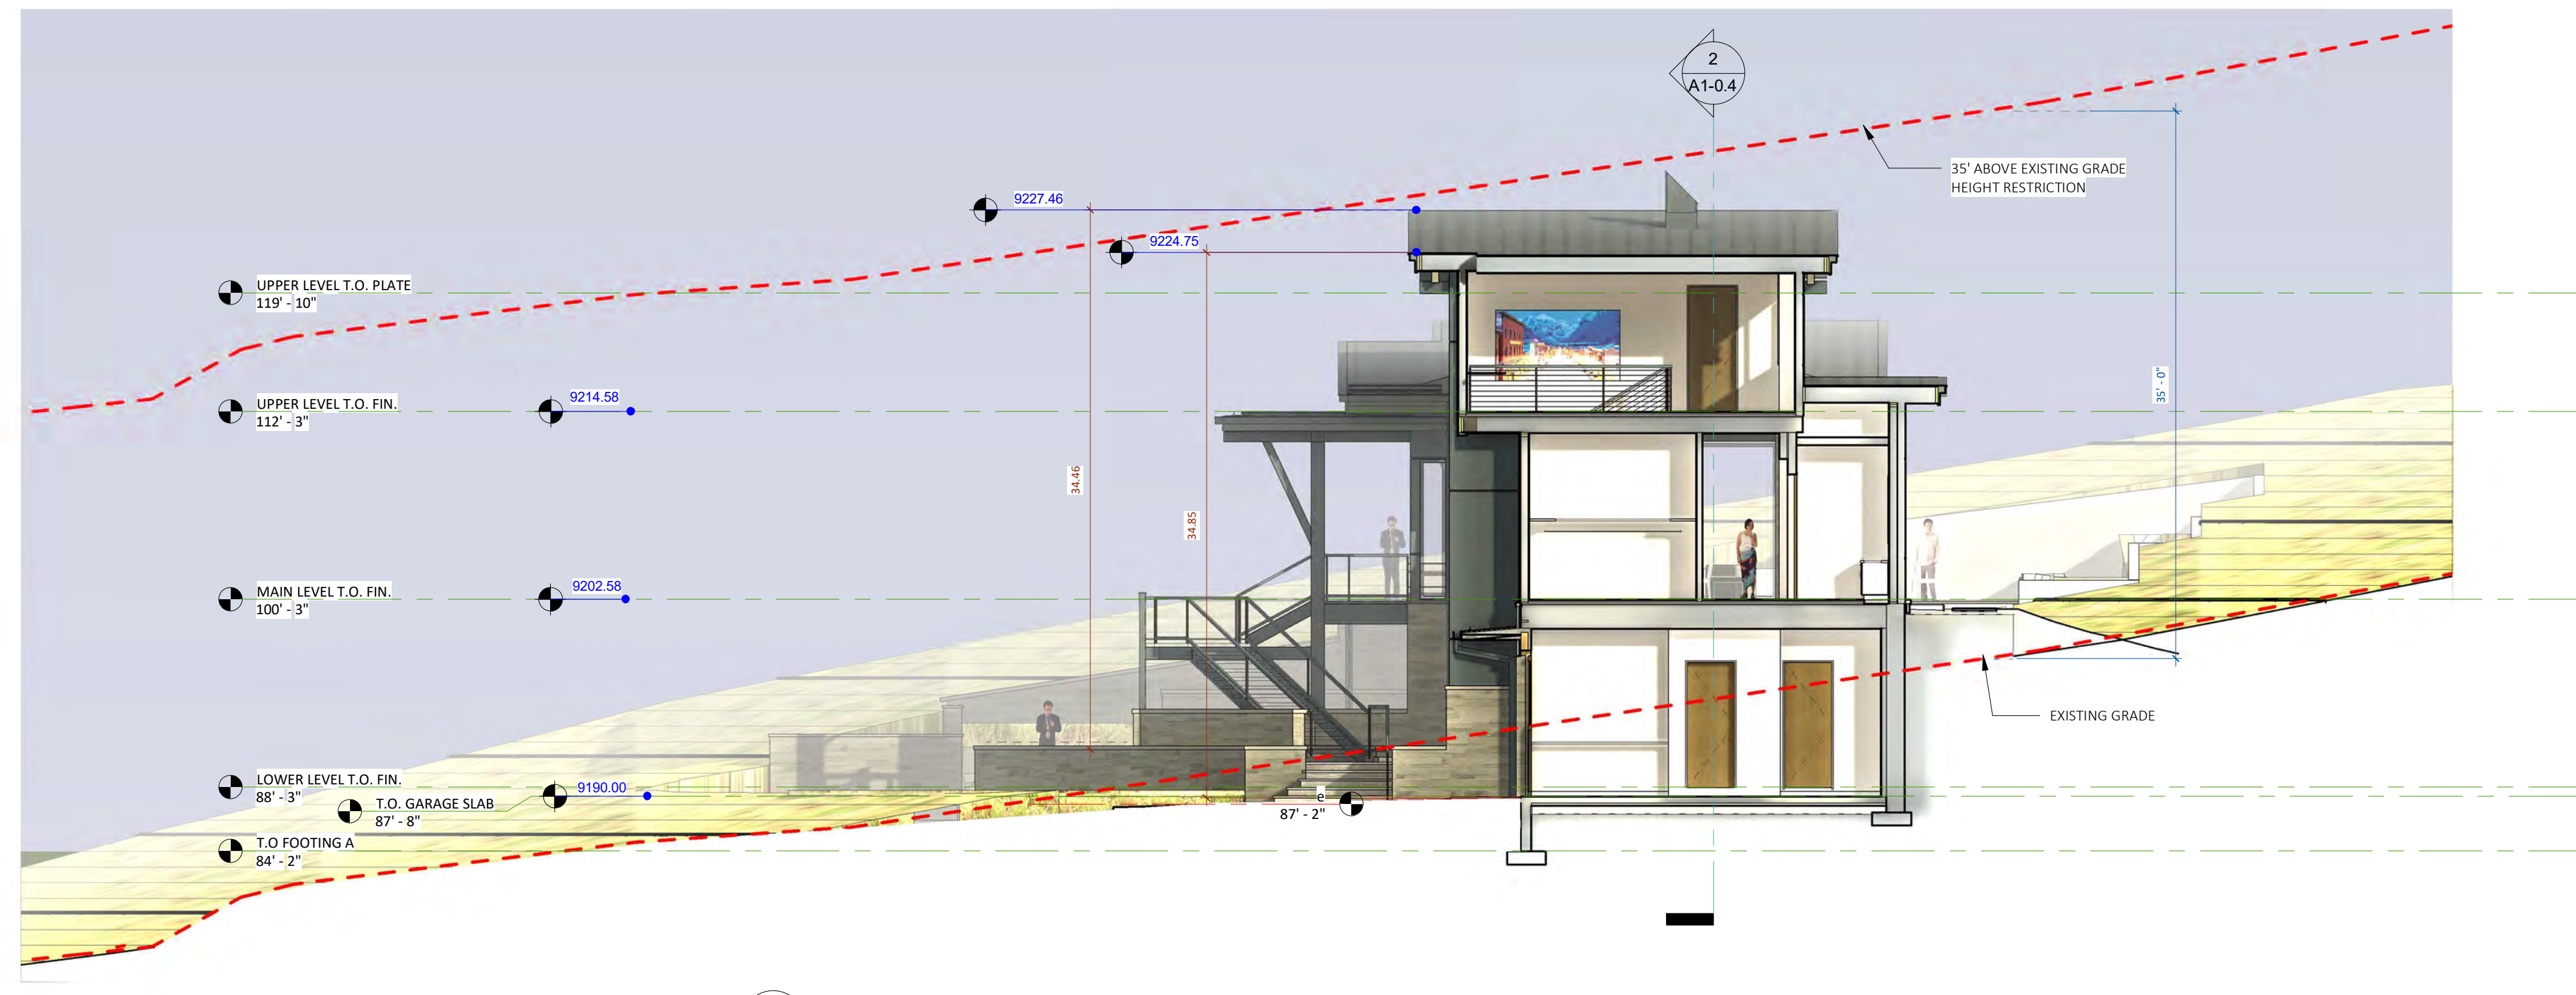 2
A1-0.4
35' ABOVE EXISTING GRADE
HEIGHT RESTRICTION
9227.46
9224.75
UPPER LEVEL T.O. PLATE
119' - 10"
UPPER LEVEL T.O. FIN.
112' - 3"
9214.58
35' - 0"
34.46
34.85
MAIN LEVEL T.O. FIN.
100' - 3"
9202.58
EXISTING GRADE
LOWER LEVEL T.O. FIN.
88' - 3"
9190.00
T.O. GARAGE SLAB
87' - 8"
e
87' - 2"
T.O FOOTING A
84' - 2"